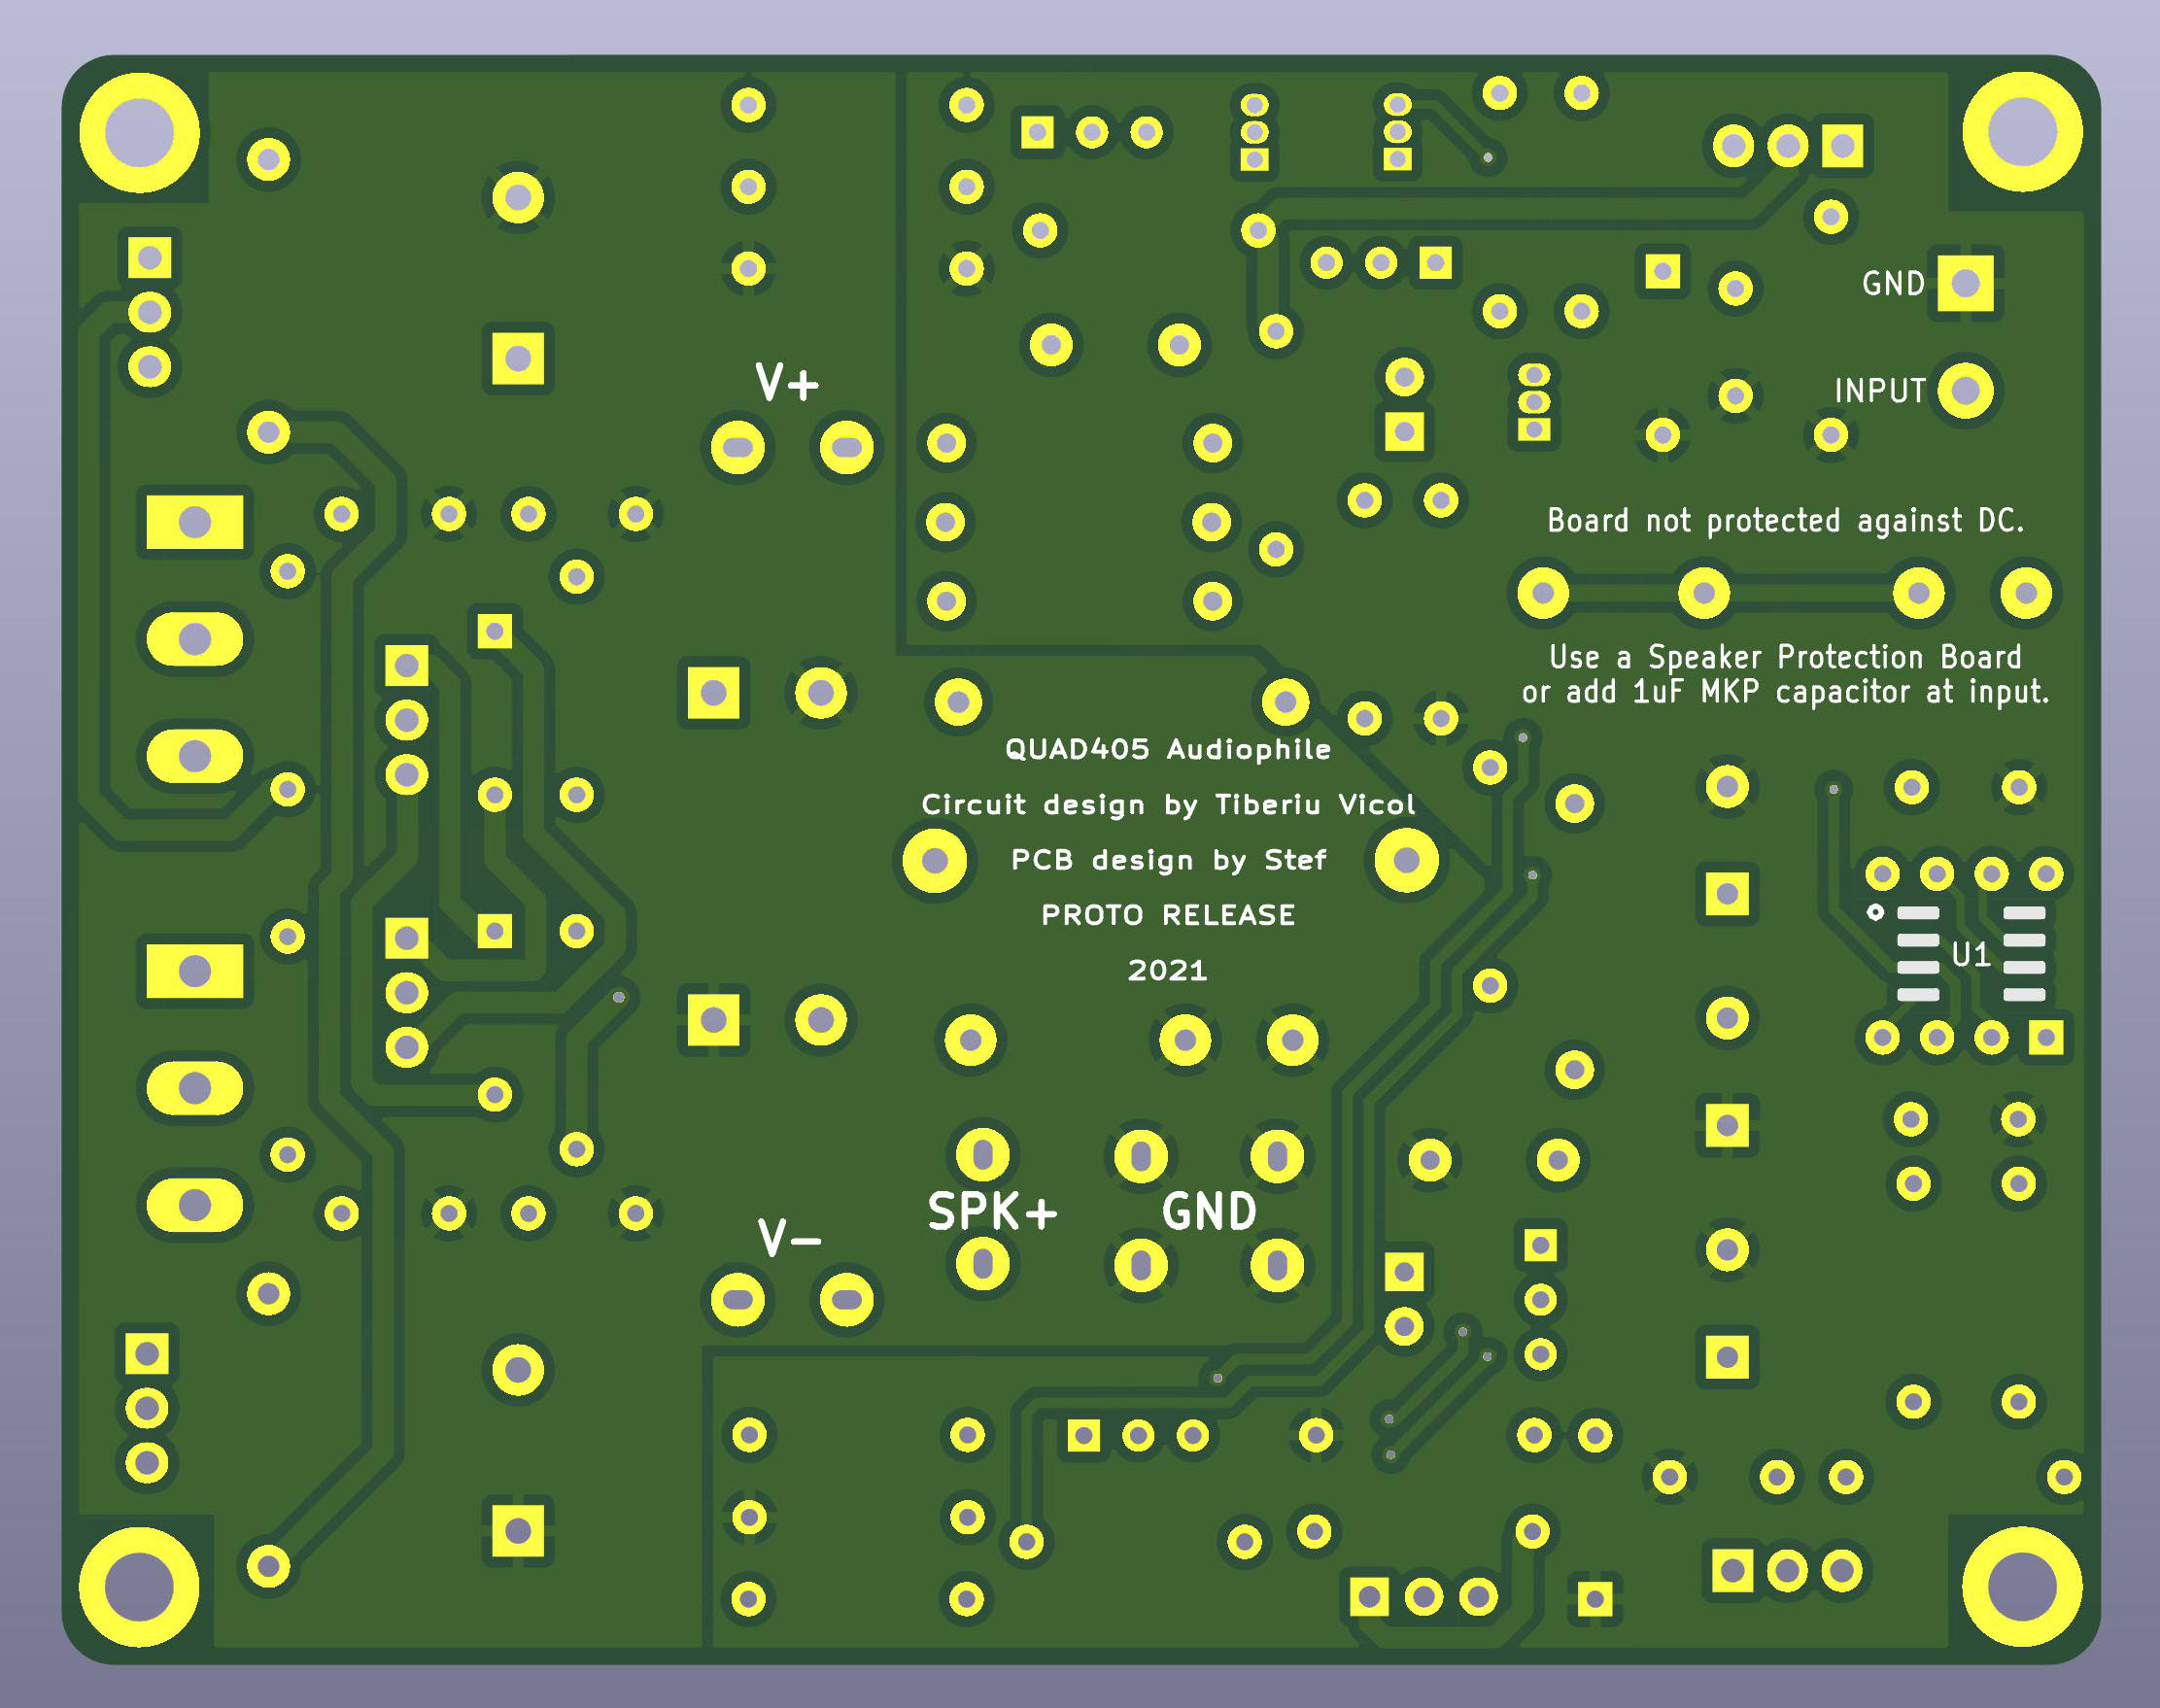 V+
GND
INPUT
Board not protected against DC.
Use a Speaker Protection Board
or add 1uF MKP capacitor at input.
QUAD405 Audiophile
Circuit design by Tiberiu Vicol
PCB design by Stef
PROTO RELEASE
2021
U1
SPK+
GND
V-